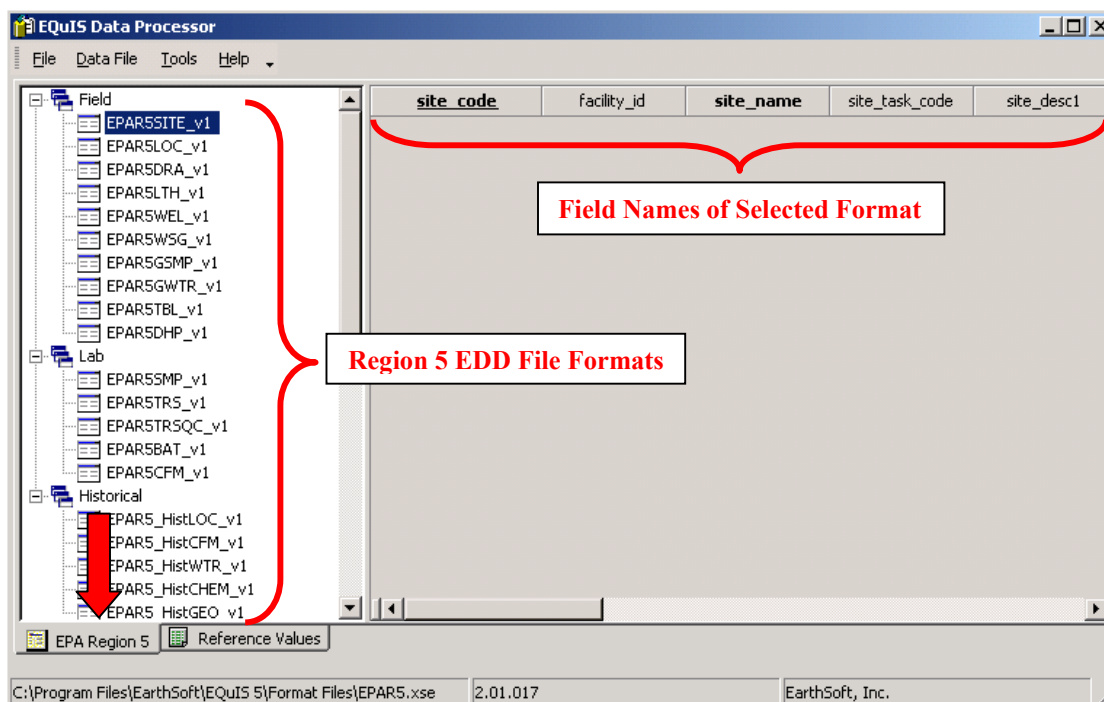 EQuIS Data Processor
File Data File Tools Help
Field
EPAR5SITE_v1
EPAR5LOC_v1
EPAR5DRA_v1
EPAR5LTH_v1
EPAR5WEL_v1
EPAR5WSG_v1
EPAR5GSMP_v1
EPAR5GWTR_v1
EPAR5TBL_v1
EPAR5DHP_v1
Lab
EPAR5SMP_v1
EPAR5TRS_v1
EPAR5TRSQC_v1
EPAR5BAT_v1
EPAR5CFM_v1
Historical
EPAR5_HistLOC_v1
EPAR5_HistCFM_v1
EPAR5_HistWTR_v1
EPAR5_HistCHEM_v1
EPAR5_HistGEO_v1
site_code facility_id site_name site_task_code site_desc1
Field Names of Selected Format
Region 5 EDD File Formats
EPA Region 5 Reference Values
C:\Program Files\EarthSoft\EQuIS 5\Format Files\EPAR5.xse 2.01.017 EarthSoft, Inc.